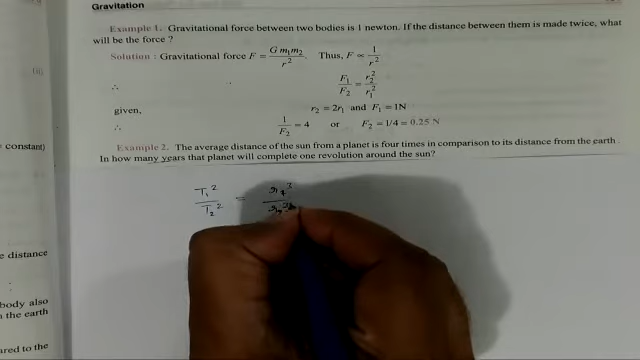 Gravitation
Example 1. Gravitational force between two bodies is 1 newton. If the distance between them is made twice, what
will be the force ?
Solution : Gravitational force F = G m₁m₂ / r². Thus, F ∝ 1 / r²
∴ F₁ / F₂ = r₂² / r₁²
given, r₂ = 2r₁ and F₁ = 1N
∴ 1 / F₂ = 4 or F₂ = 1/4 = 0.25 N
Example 2. The average distance of the sun from a planet is four times in comparison to its distance from the earth
In how many years that planet will complete one revolution around the sun?
T₁² / T₂² = r₁³ / r₂³
constant)
e distance
body also
n the earth
ared to the